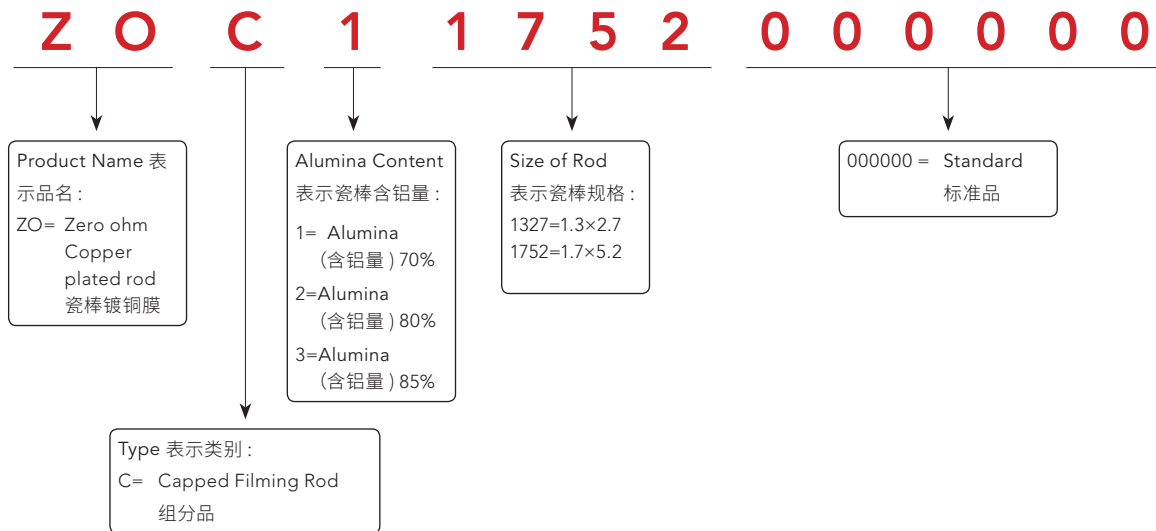 Z O C 1 1 7 5 2 0 0 0 0 0 0
Product Name 表
示品名 :
ZO= Zero ohm
Copper
plated rod
瓷棒镀铜膜
Alumina Content
表示瓷棒含铝量 :
1= Alumina
(含铝量 ) 70%
2=Alumina
(含铝量 ) 80%
3=Alumina
(含铝量 ) 85%
Size of Rod
表示瓷棒规格 :
1327=1.3×2.7
1752=1.7×5.2
000000 = Standard
标准品
Type 表示类别 :
C= Capped Filming Rod
组分品